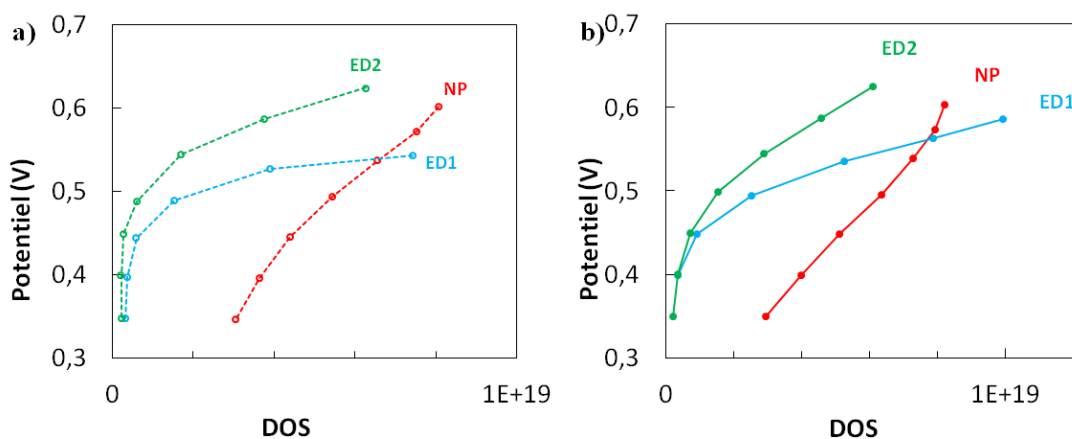 a)
0,7
0,6
0,5
0,4
0,3
Potentiel (V)
ED2
NP
ED1
0
1E+19
DOS
b)
0,7
0,6
0,5
0,4
0,3
Potentiel (V)
ED2
NP
ED1
0
1E+19
DOS